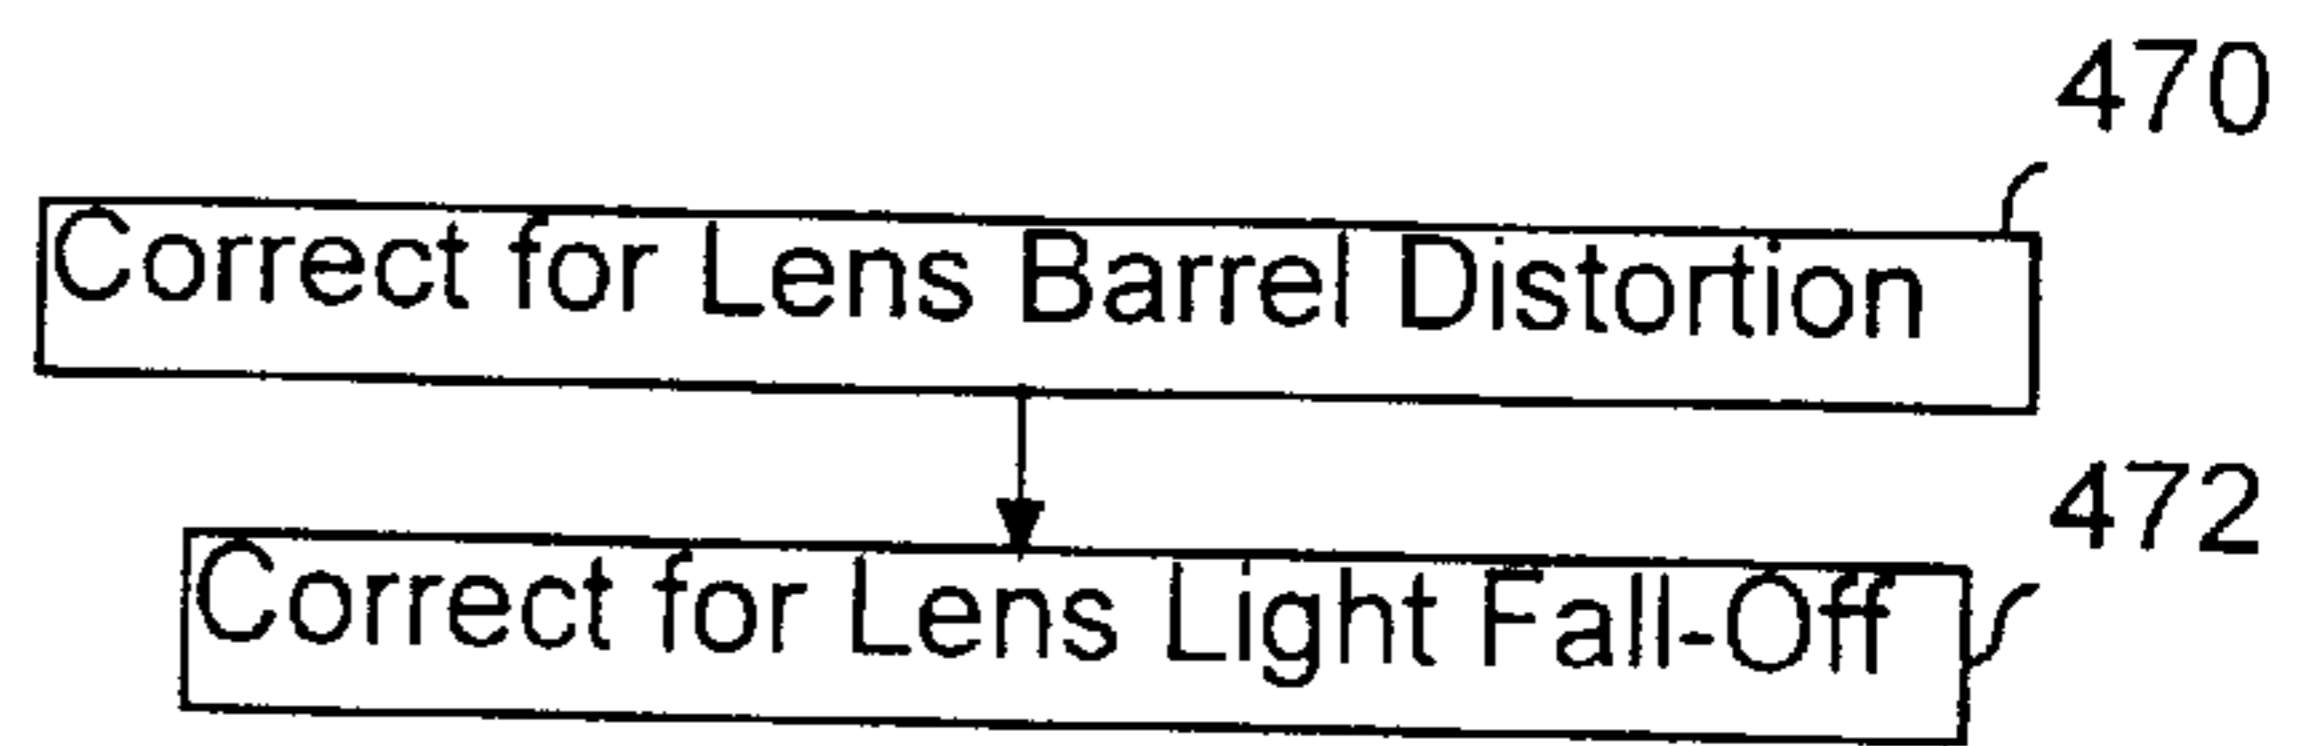 470
Correct for Lens Barrel Distortion
472
Correct for Lens Light Fall-Off